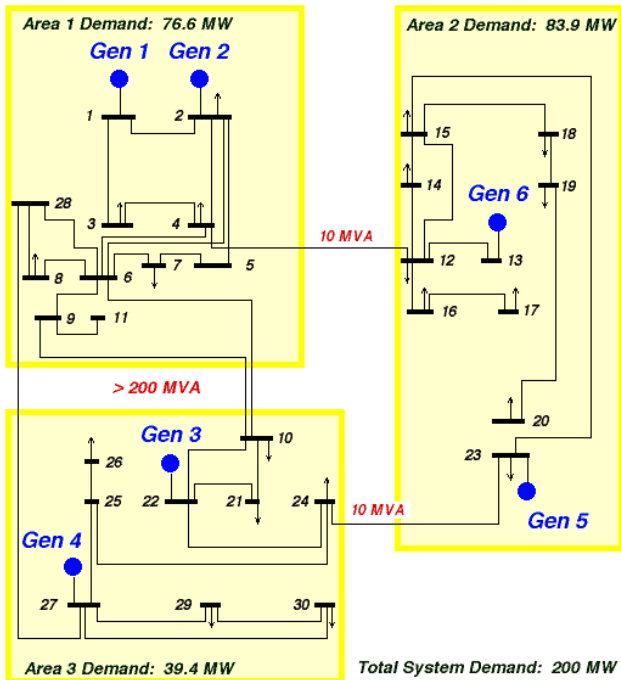 Area 1 Demand: 76.6 MW
Area 2 Demand: 83.9 MW
Gen 1
Gen 2
1
2
15
18
14
19
Gen 6
28
3
4
10 MVA
12
13
8
6
7
5
9
11
16
17
> 200 MVA
20
Gen 3
10
23
26
25
22
21
24
10 MVA
Gen 5
Gen 4
27
29
30
Area 3 Demand: 39.4 MW
Total System Demand: 200 MW